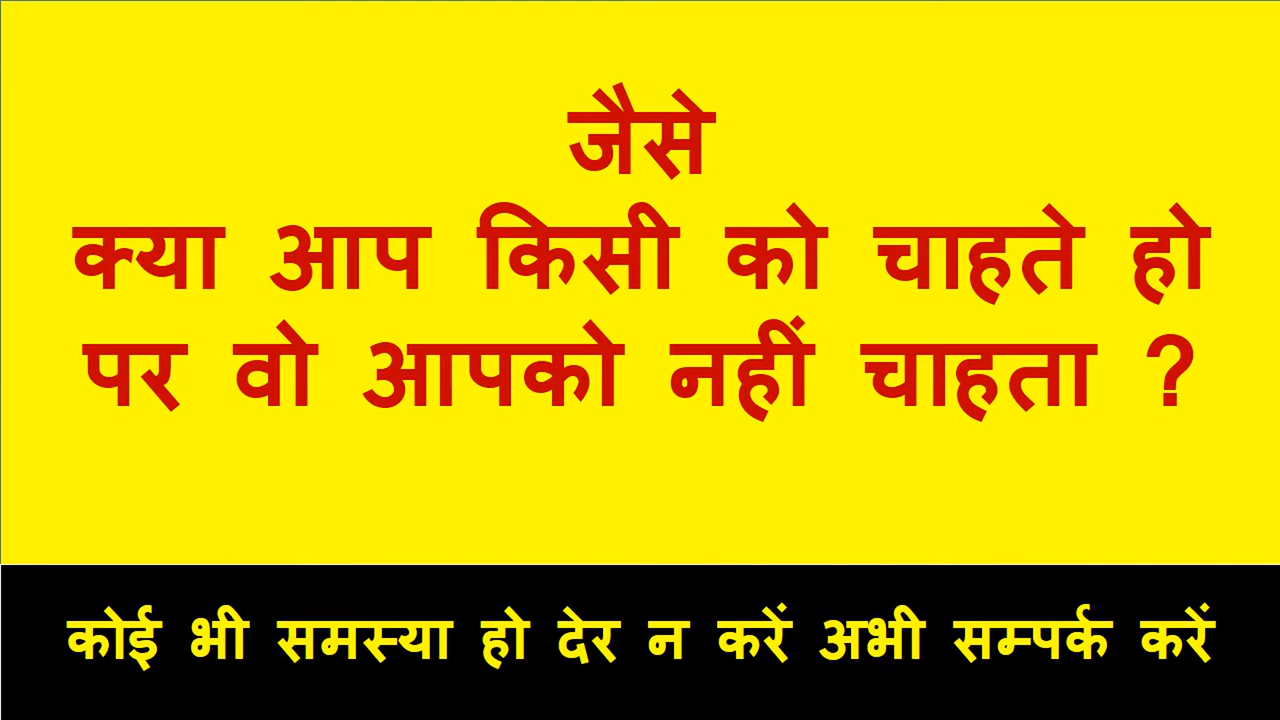 जैसे
क्या आप किसी को चाहते हो
पर वो आपको नहीं चाहता ?
कोई भी समस्या हो देर न करें अभी सम्पर्क करें